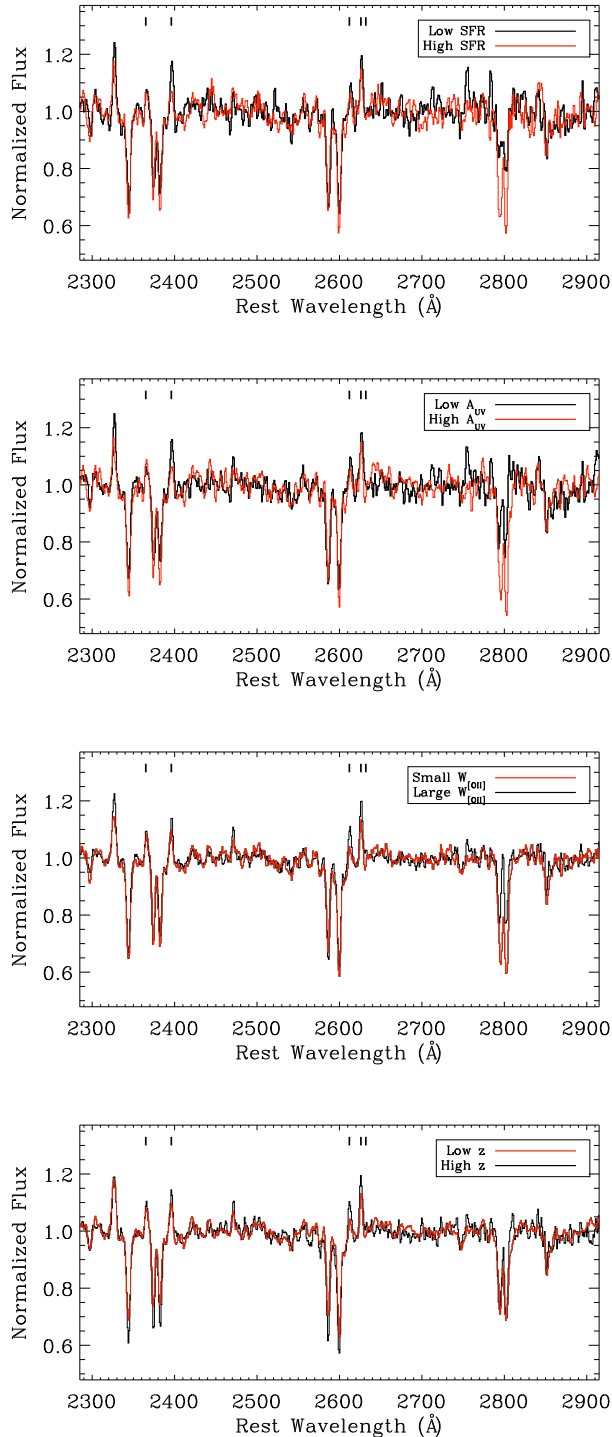 Low SFR
High SFR
1.2
1.0
0.8
0.6
Normalized Flux
2300 2400 2500 2600 2700 2800 2900
Rest Wavelength (Å)
Low A_UV
High A_UV
1.2
1.0
0.8
0.6
Normalized Flux
2300 2400 2500 2600 2700 2800 2900
Rest Wavelength (Å)
Small W_[OII]
Large W_[OII]
1.2
1.0
0.8
0.6
Normalized Flux
2300 2400 2500 2600 2700 2800 2900
Rest Wavelength (Å)
Low z
High z
1.2
1.0
0.8
0.6
Normalized Flux
2300 2400 2500 2600 2700 2800 2900
Rest Wavelength (Å)